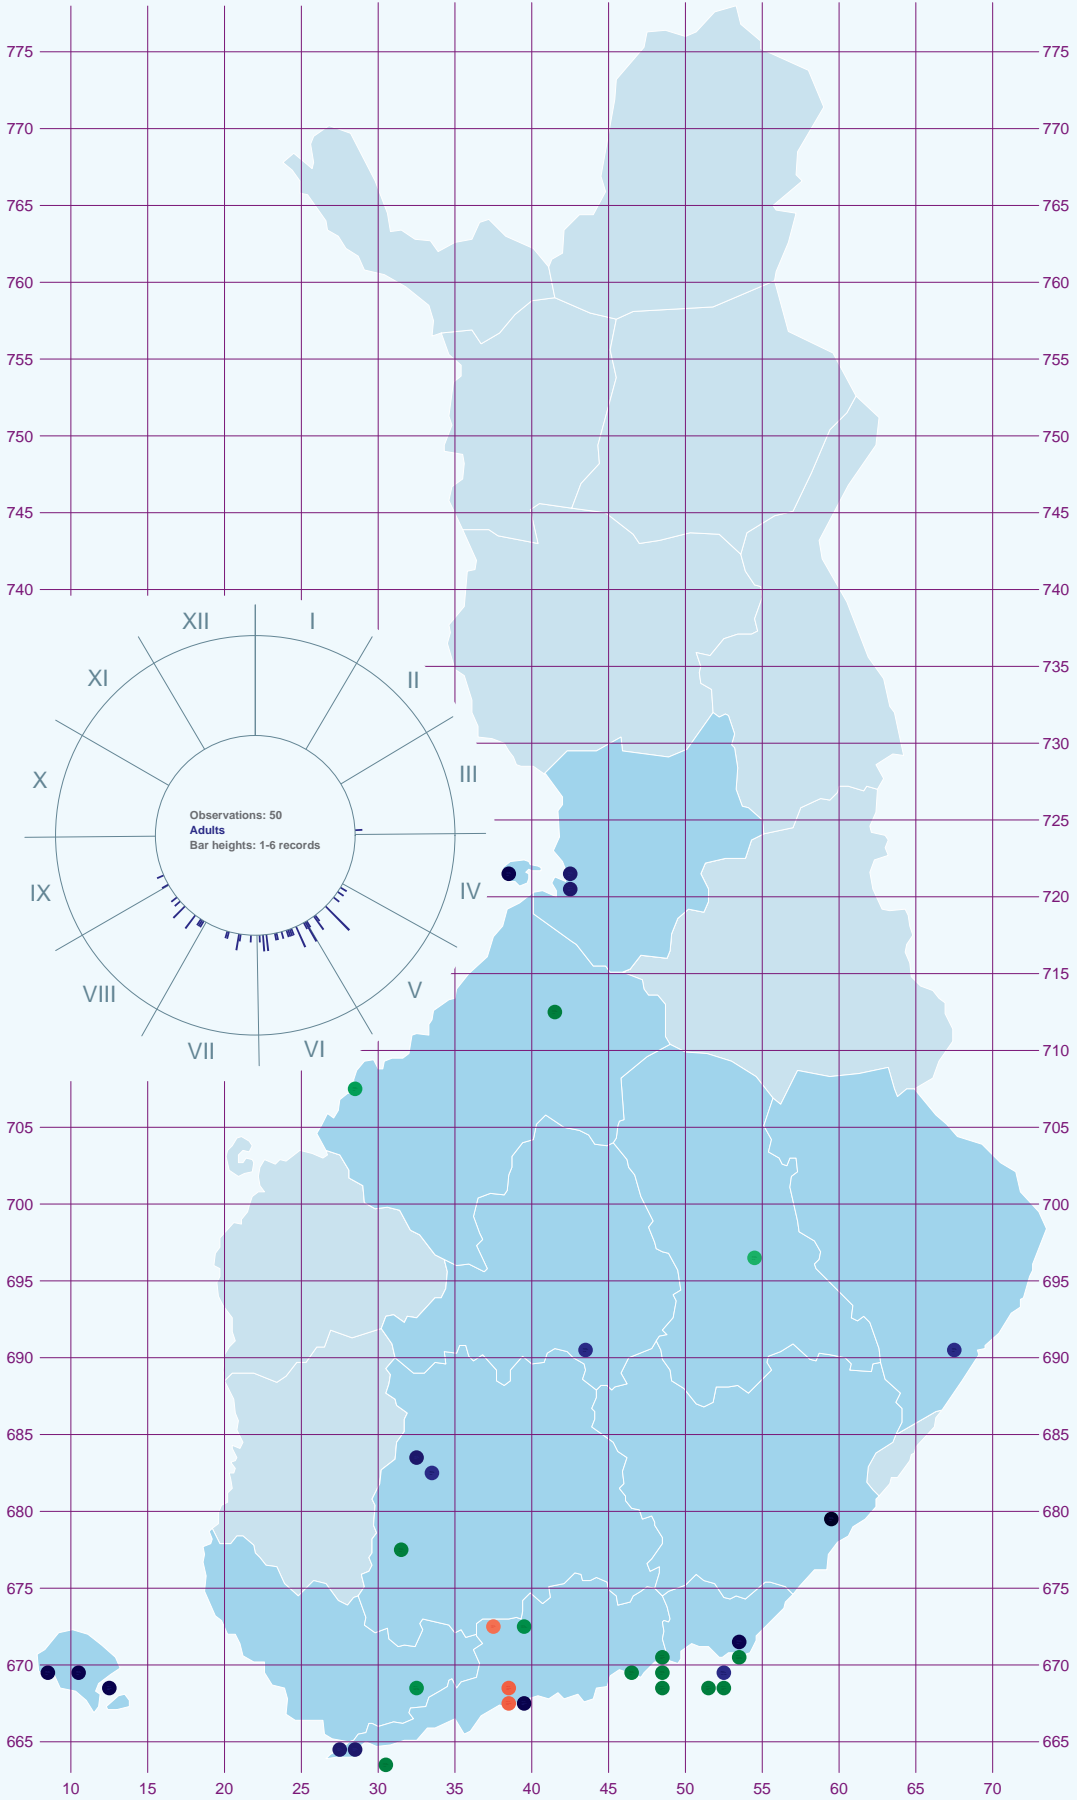 775 775
770 770
765 765
760 760
755 755
750 750
745 745
740 740
XII I
735
XI II
730
X III
Observations: 50
Adults
Bar heights: 1-6 records
725
IX IV
720
VIII V
715
VII VI
710
705 705
700 700
695 695
690 690
685 685
680 680
675 675
670 670
665 665
10 15 20 25 30 35 40 45 50 55 60 65 70